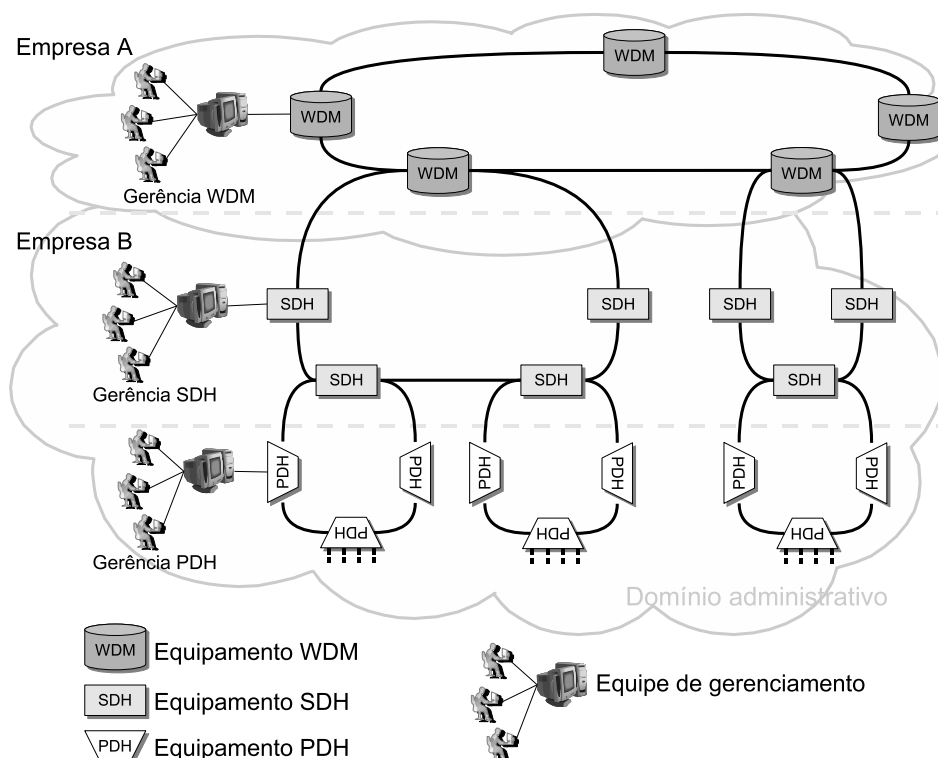 Empresa A
WDM
WDM
WDM
WDM
WDM
Gerência WDM
Empresa B
SDH
SDH
SDH
SDH
SDH
SDH
SDH
Gerência SDH
PDH
PDH
PDH
PDH
PDH
PDH
PDH
PDH
PDH
Gerência PDH
Domínio administrativo
WDM
Equipamento WDM
SDH
Equipamento SDH
PDH
Equipamento PDH
Equipe de gerenciamento